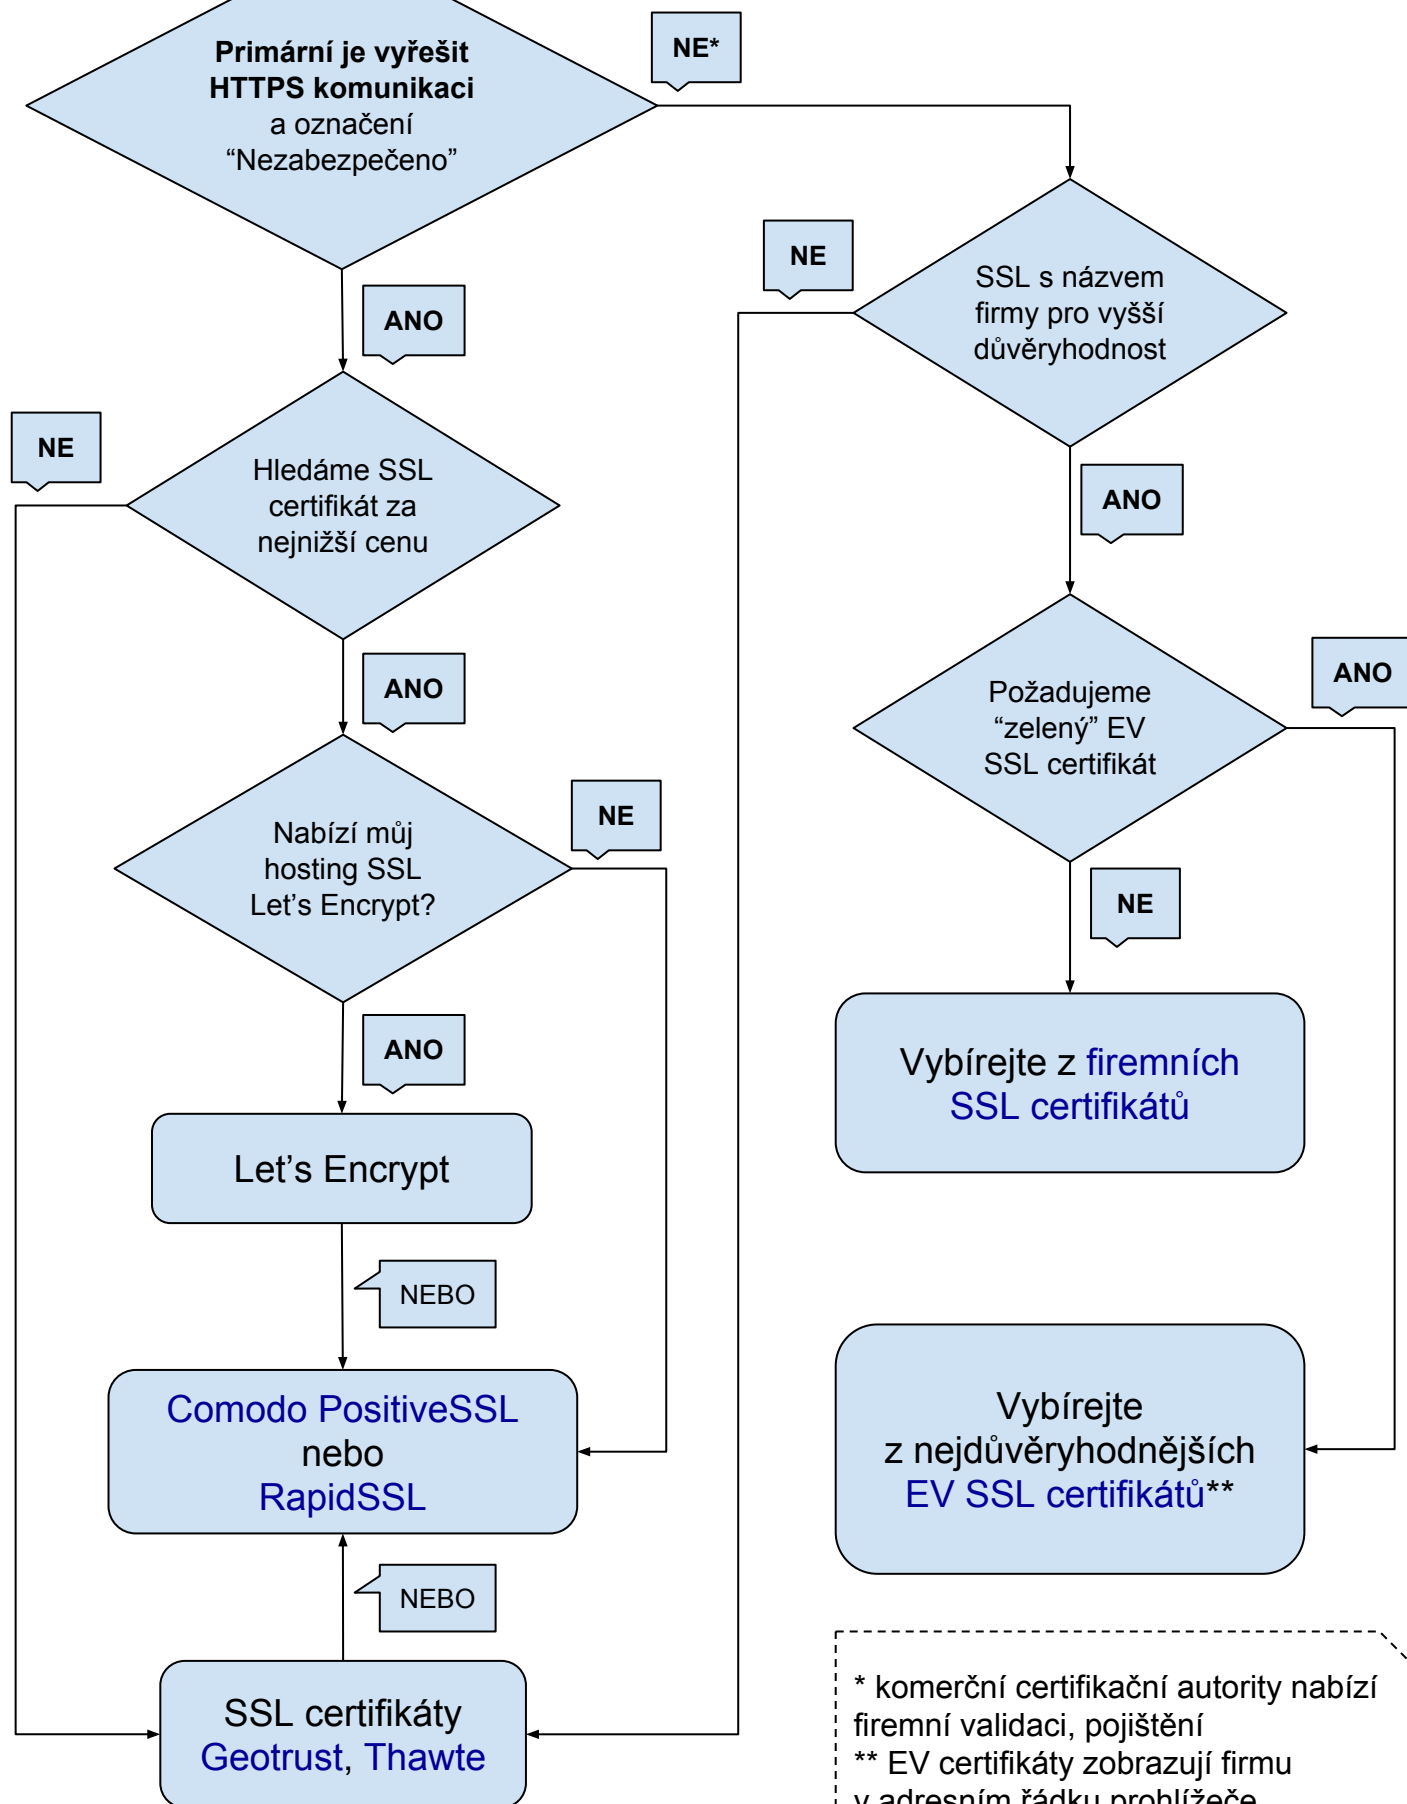 Primární je vyřešit
HTTPS komunikaci
a označení
“Nezabezpečeno”
NE*
ANO
NE
SSL s názvem
firmy pro vyšší
důvěryhodnost
NE
Hledáme SSL
certifikát za
nejnižší cenu
ANO
ANO
Požadujeme
“zelený” EV
SSL certifikát
ANO
Nabízí můj
hosting SSL
Let’s Encrypt?
NE
NE
ANO
Vybírejte z firemních
SSL certifikátů
Let’s Encrypt
NEBO
Comodo PositiveSSL
nebo
RapidSSL
Vybírejte
z nejdůvěryhodnějších
EV SSL certifikátů**
NEBO
SSL certifikáty
Geotrust, Thawte
* komerční certifikační autority nabízí
firemní validaci, pojištění
** EV certifikáty zobrazují firmu
v adresním řádku prohlížeče